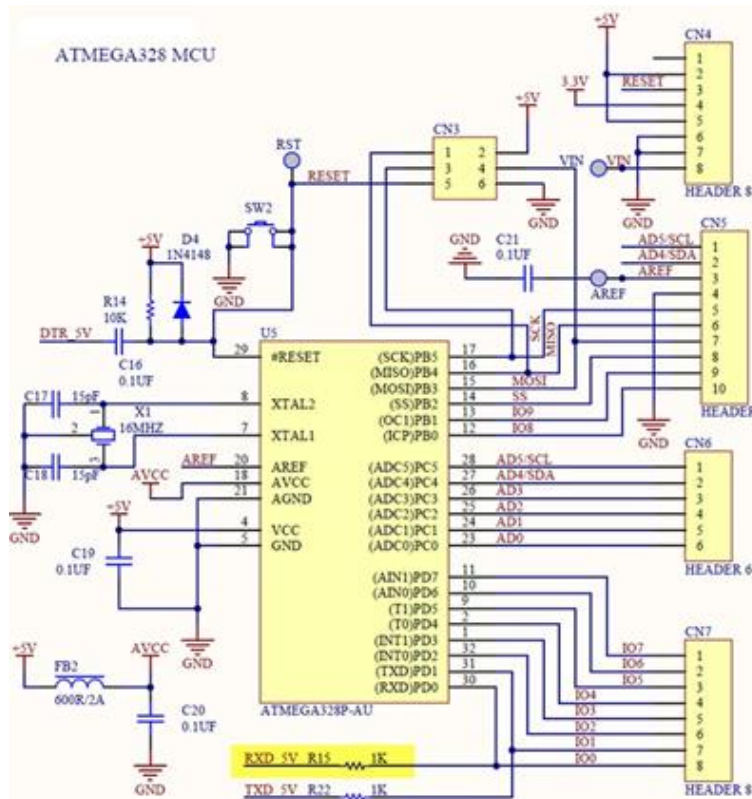 ATMEGA328 MCU
+5V
CN4
1
2
RESET 3
3.3V 4
5
6
7
VIN VIN 8
GND
HEADER 8
+5V
CN3
1 2
3 4
5 6
GND
RST
RESET
SW2
GND
D4
+5V 1N4148
R14
10K
DTR_5V
C16
0.1UF
GND C21
0.1UF
AREF
CN5
AD5/SCL 1
AD4/SDA 2
AREF 3
4
5
6
7
8
9
10
GND
HEADER
SCK
MISO
U5
29 #RESET
8 XTAL2
7 XTAL1
20 AREF
18 AVCC
21 AGND
4 VCC
5 GND
(SCK)PB5 17
(MISO)PB4 16
(MOSI)PB3 15 MOSI
(SS)PB2 14 SS
(OC1)PB1 13 IO9
(ICP)PB0 12 IO8
(ADC5)PC5 28 AD5/SCL
(ADC4)PC4 27 AD4/SDA
(ADC3)PC3 26 AD3
(ADC2)PC2 25 AD2
(ADC1)PC1 24 AD1
(ADC0)PC0 23 AD0
(AIN1)PD7 11
(AIN0)PD6 10
(T1)PD5 9
(T0)PD4 2
(INT1)PD3 1
(INT0)PD2 32
(TXD)PD1 31
(RXD)PD0 30
ATMEGA328P-AU
C17 15pF
1
X1
2 16MHZ
3
C18 15pF
GND
AREF
AVCC
+5V
C19
0.1UF
GND
+5V AVCC
FB2
600R/2A
C20
0.1UF
GND
CN6
1
2
3
4
5
6
HEADER 6
CN7
IO7 1
IO6 2
IO5 3
IO4 4
IO3 5
IO2 6
IO1 7
IO0 8
HEADER 8
RXD_5V R15 1K
TXD_5V R22 1K